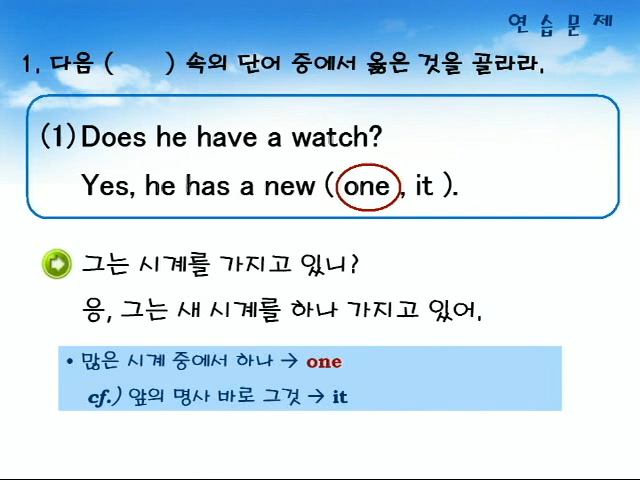 연 습 문 제
1. 다음 (      ) 속의 단어 중에서 옳은 것을 골라라.
(1) Does he have a watch?
Yes, he has a new ( one , it ).
그는 시계를 가지고 있니?
응, 그는 새 시계를 하나 가지고 있어.
• 많은 시계 중에서 하나 → one
cf.) 앞의 명사 바로 그것 → it